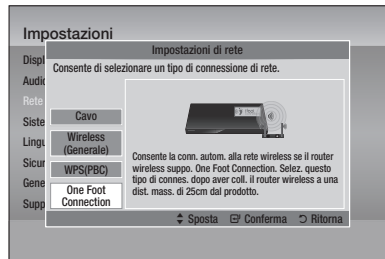 Impostazioni
Impostazioni di rete
Consente di selezionare un tipo di connessione di rete.
Displ
Audio
Rete
Siste
Lingu
Sicur
Gene
Supp
Cavo
Wireless
(Generale)
WPS(PBC)
One Foot
Connection
Consente la conn. autom. alla rete wireless se il router
wireless suppo. One Foot Connection. Selez. questo
tipo di connes. dopo aver coll. il router wireless a una
dist. mass. di 25cm dal prodotto.
Sposta Conferma Ritorna